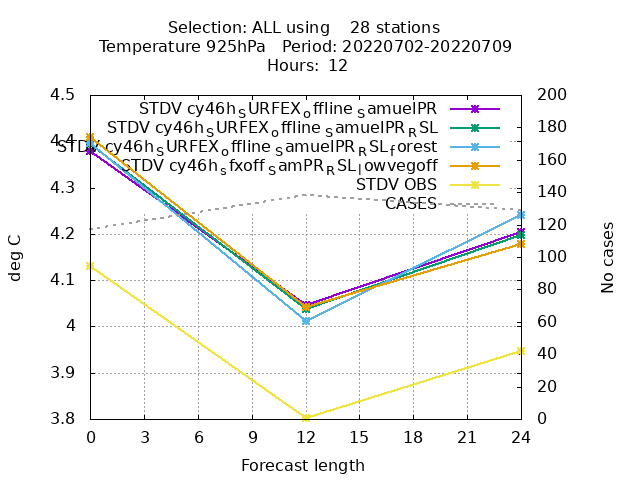 Selection: ALL using    28 stations
Temperature 925hPa   Period: 20220702-20220709
Hours:  12
4.5
4.4
4.3
4.2
4.1
4
3.9
3.8
deg C
STDV cy46h_SURFEX_offline_SamuelPR
STDV cy46h_SURFEX_offline_SamuelPR_RSL
STDV cy46h_SURFEX_offline_SamuelPR_RSL_forest
STDV cy46h_sfxoff_SamPR_RSL_lowvegoff
STDV OBS
CASES
200
180
160
140
120
100
80
60
40
20
0
No cases
0 3 6 9 12 15 18 21 24
Forecast length